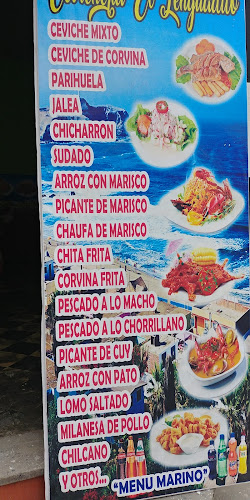 Cevichería El Lenguadito
CEVICHE MIXTO
CEVICHE DE CORVINA
PARIHUELA
JALEA
CHICHARRON
SUDADO
ARROZ CON MARISCO
PICANTE DE MARISCO
CHAUFA DE MARISCO
CHITA FRITA
CORVINA FRITA
PESCADO A LO MACHO
PESCADO A LO CHORRILLANO
PICANTE DE CUY
ARROZ CON PATO
LOMO SALTADO
MILANESA DE POLLO
CHILCANO
Y OTROS... "MENU MARINO"